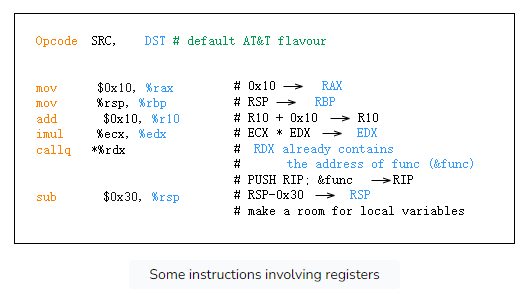 Opcode SRC, DST # default AT&T flavour
mov $0x10, %rax # 0x10 → RAX
mov %rsp, %rbp # RSP → RBP
add $0x10, %r10 # R10 + 0x10 → R10
imul %ecx, %edx # ECX * EDX → EDX
callq *%rdx # RDX already contains
# the address of func (&func)
# PUSH RIP; &func → RIP
sub $0x30, %rsp # RSP-0x30 → RSP
# make a room for local variables
Some instructions involving registers